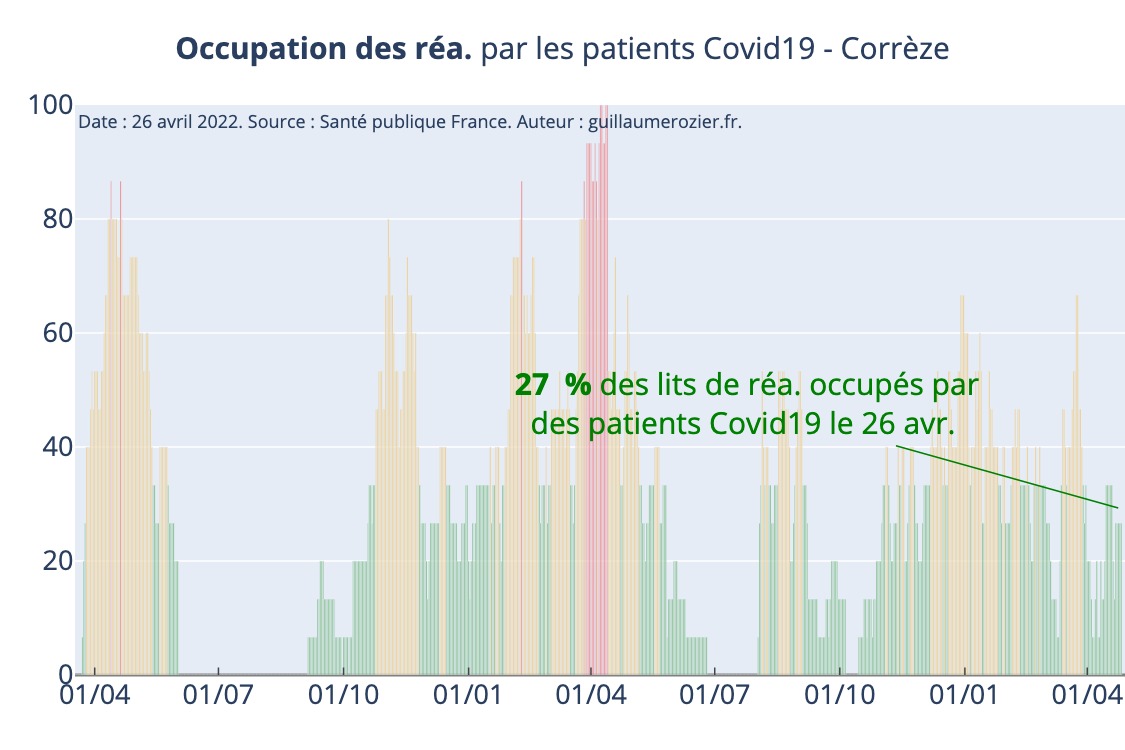 Occupation des réa. par les patients Covid19 - Corrèze
100
Date : 26 avril 2022. Source : Santé publique France. Auteur : guillaumerozier.fr.
80
60
27 % des lits de réa. occupés par
des patients Covid19 le 26 avr.
40
20
0
01/04 01/07 01/10 01/01 01/04 01/07 01/10 01/01 01/04